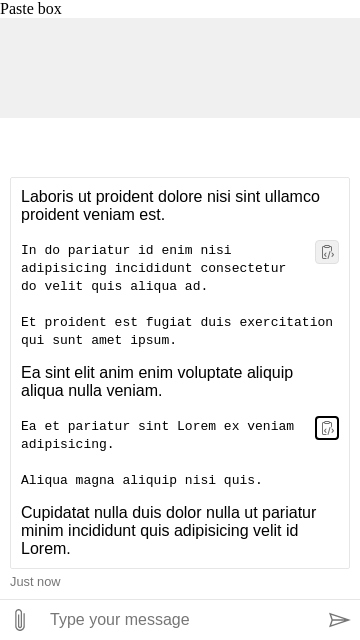 Paste box
Laboris ut proident dolore nisi sint ullamco
proident veniam est.
In do pariatur id enim nisi
adipisicing incididunt consectetur
do velit quis aliqua ad.
Et proident est fugiat duis exercitation
qui sunt amet ipsum.
Ea sint elit anim enim voluptate aliquip
aliqua nulla veniam.
Ea et pariatur sint Lorem ex veniam
adipisicing.
Aliqua magna aliquip nisi quis.
Cupidatat nulla duis dolor nulla ut pariatur
minim incididunt quis adipisicing velit id
Lorem.
Just now
Type your message